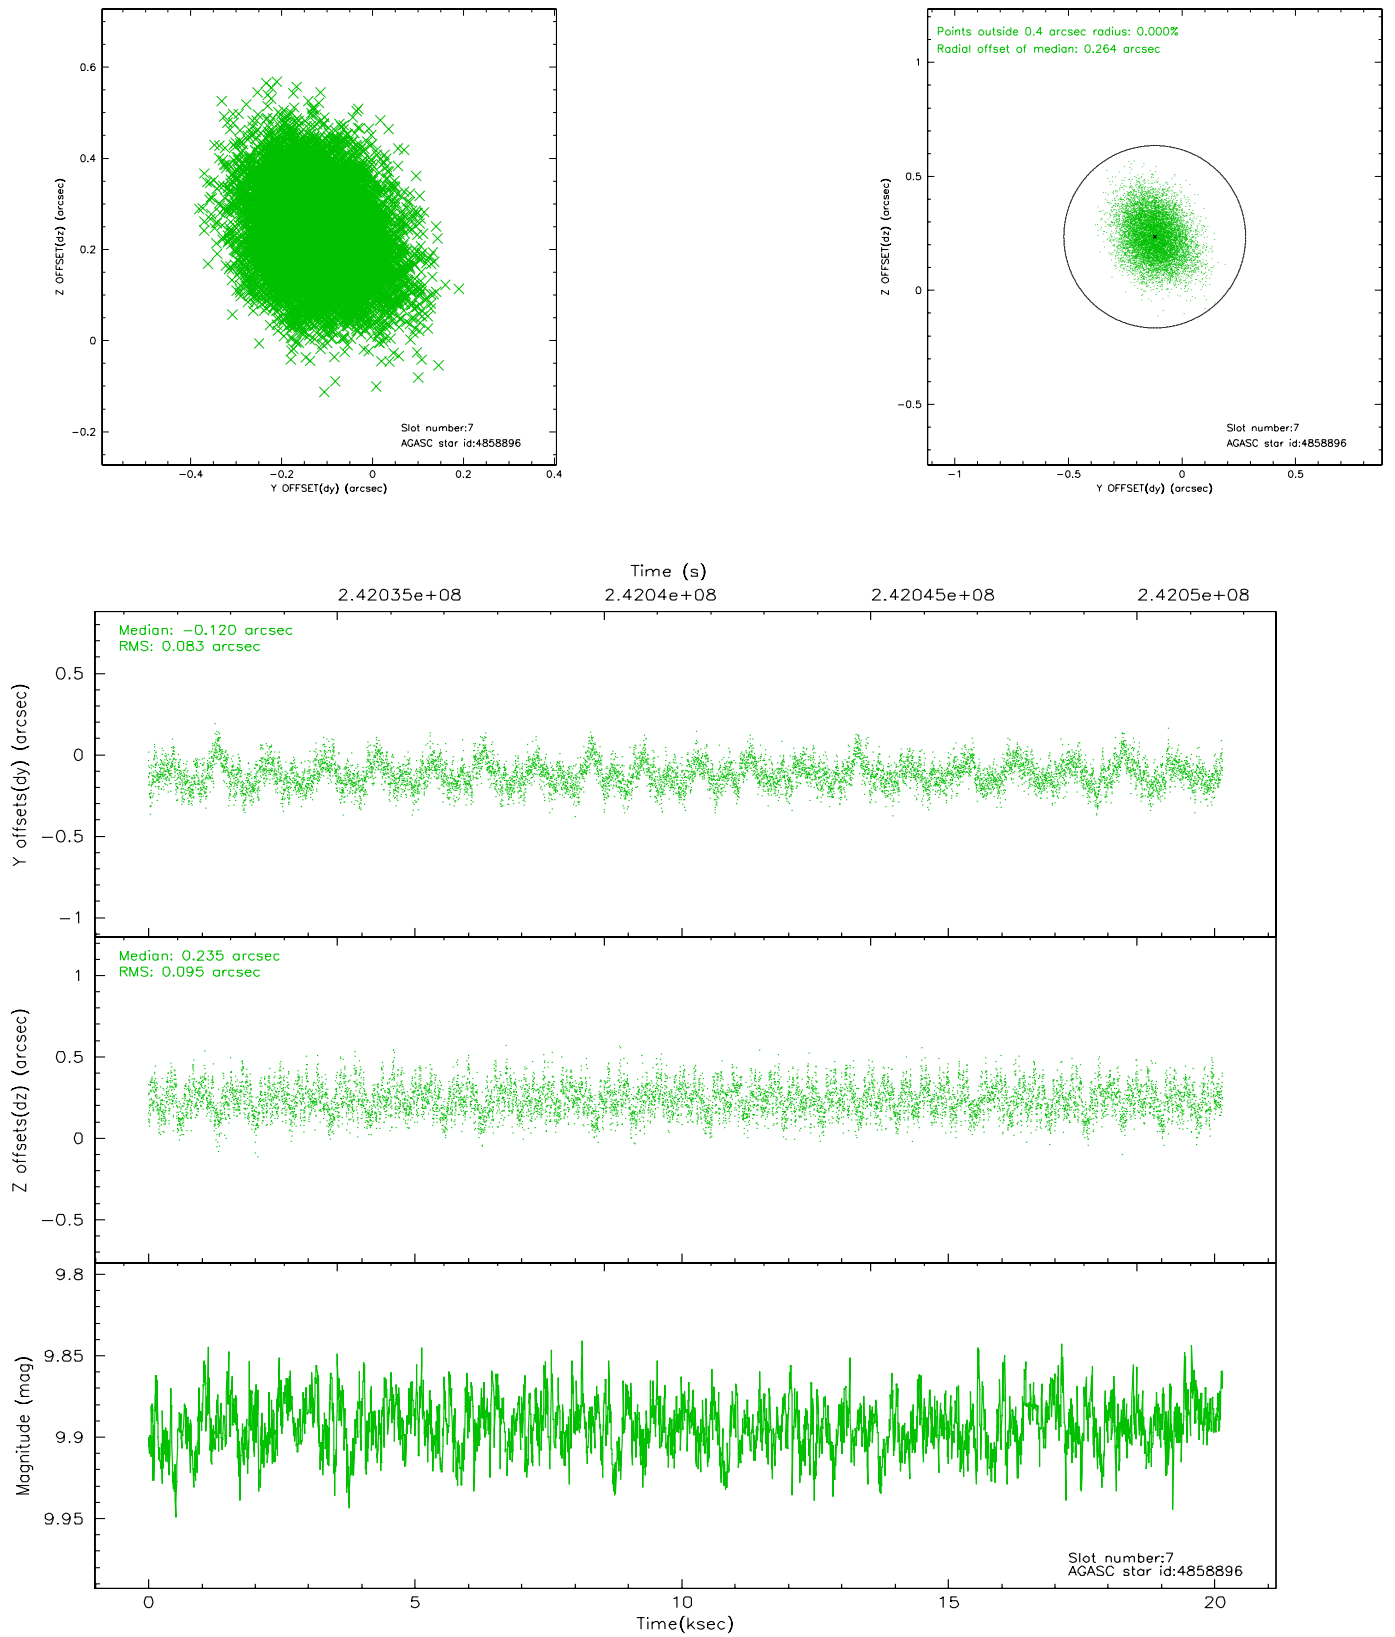 0.6
0.4
0.2
0
−0.2
Z OFFSET(dz) (arcsec)
Slot number:7
AGASC star id:4858896
−0.4
−0.2
0
0.2
0.4
Y OFFSET(dy) (arcsec)
Points outside 0.4 arcsec radius: 0.000%
Radial offset of median: 0.264 arcsec
1
0.5
0
−0.5
Z OFFSET(dz) (arcsec)
Slot number:7
AGASC star id:4858896
−1
−0.5
0
0.5
Y OFFSET(dy) (arcsec)
Time (s)
2.42035e+08
2.4204e+08
2.42045e+08
2.4205e+08
Median: −0.120 arcsec
RMS: 0.083 arcsec
0.5
0
−0.5
−1
Y offsets(dy) (arcsec)
Median: 0.235 arcsec
RMS: 0.095 arcsec
1
0.5
0
−0.5
Z offsets(dz) (arcsec)
9.8
9.85
9.9
9.95
Magnitude (mag)
Slot number:7
AGASC star id:4858896
0
5
10
15
20
Time(ksec)